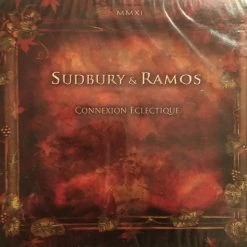 MMXI
SUDBURY & RAMOS
CONNEXION ECLECTIQUE